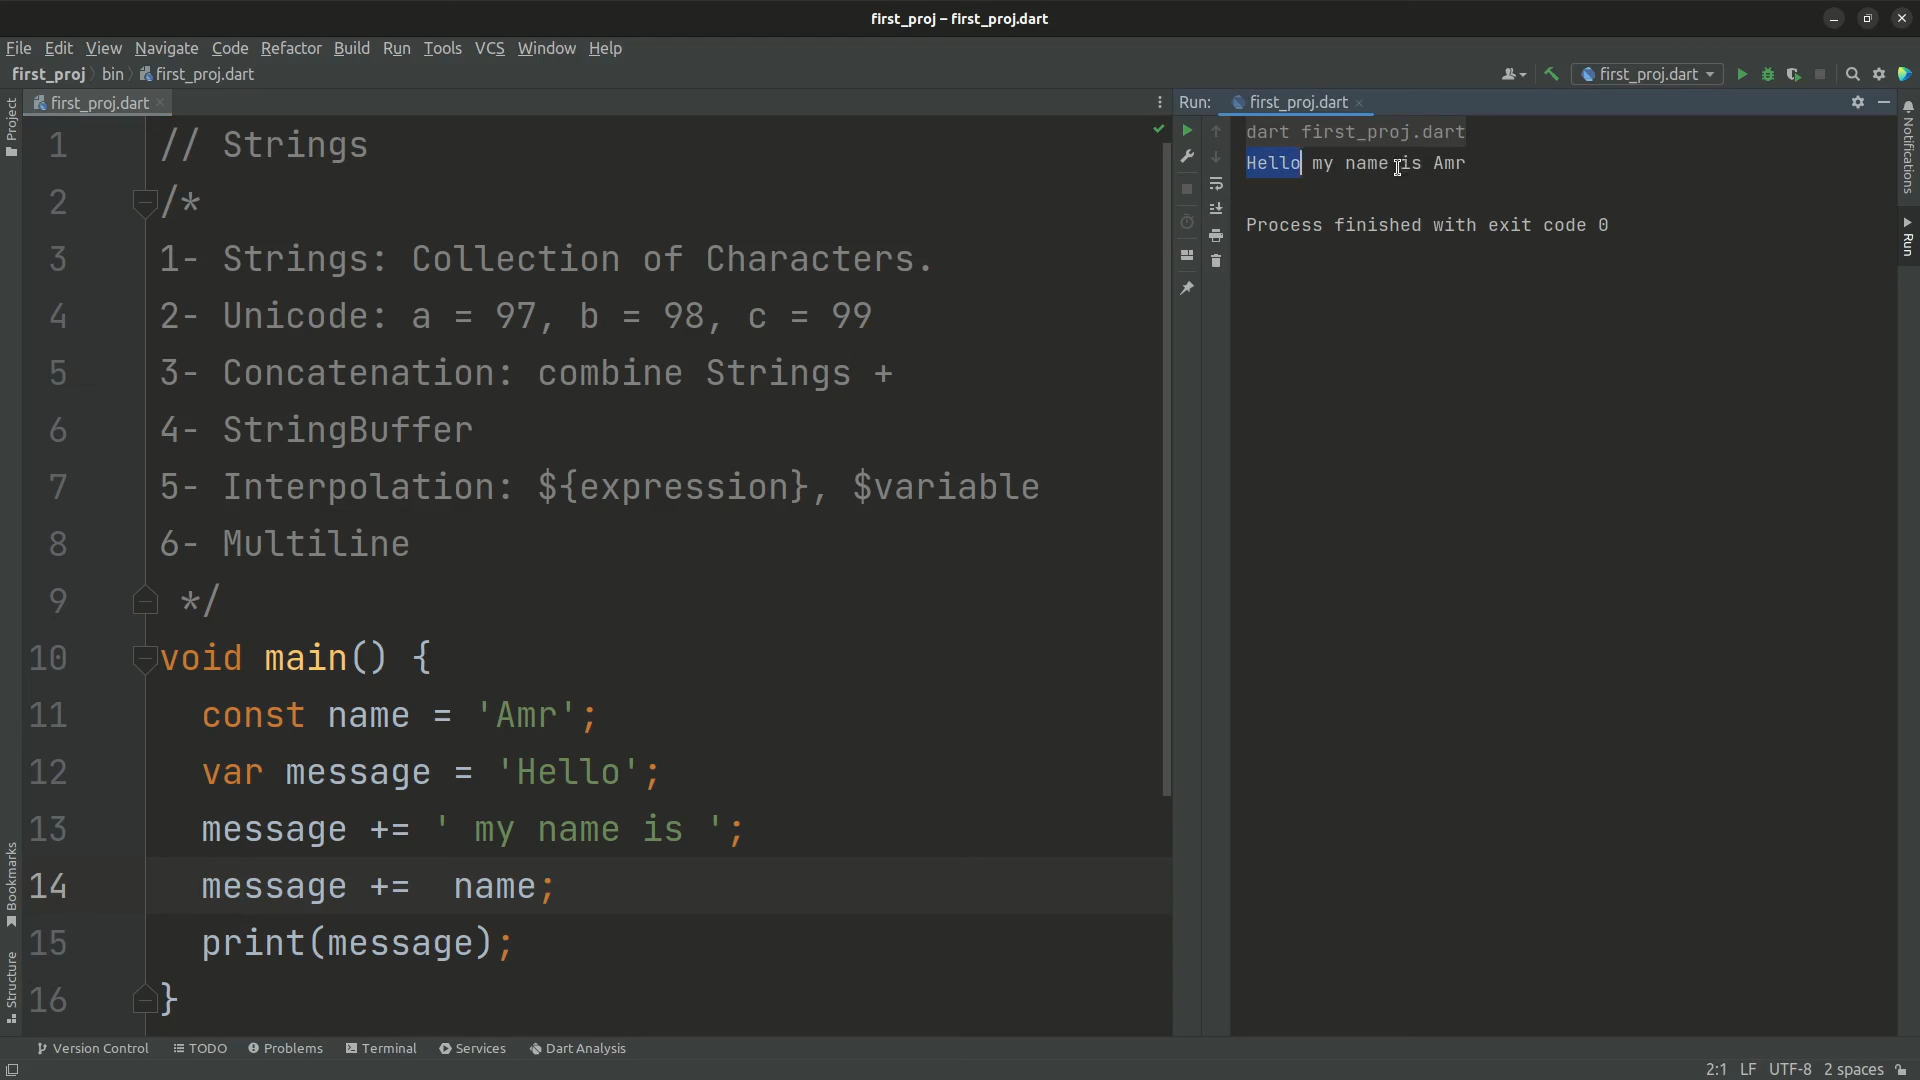 first_proj – first_proj.dart
File Edit View Navigate Code Refactor Build Run Tools VCS Window Help
first_proj bin first_proj.dart
first_proj.dart
first_proj.dart
Run: first_proj.dart
Project
Bookmarks
Structure
Notifications
Run
1 // Strings
2 /*
3 1- Strings: Collection of Characters.
4 2- Unicode: a = 97, b = 98, c = 99
5 3- Concatenation: combine Strings +
6 4- StringBuffer
7 5- Interpolation: ${expression}, $variable
8 6- Multiline
9 */
10 void main() {
11 const name = 'Amr';
12 var message = 'Hello';
13 message += ' my name is ';
14 message +=  name;
15 print(message);
16 }
dart first_proj.dart
Hello my name is Amr
Process finished with exit code 0
Version Control TODO Problems Terminal Services Dart Analysis
2:1 LF UTF-8 2 spaces